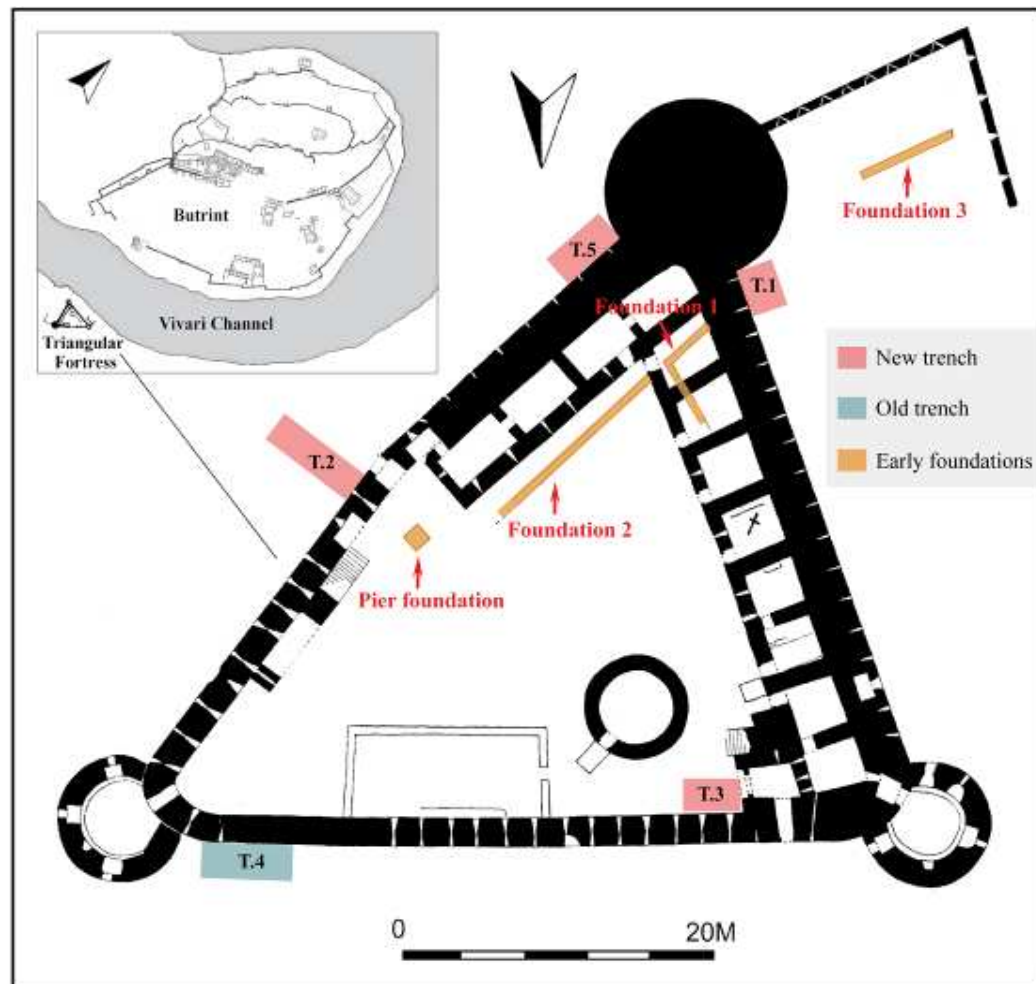 Butrint
Vivari Channel
Triangular
Fortress
Foundation 3
T.5
T.1
Foundation 1
New trench
Old trench
Early foundations
T.2
Foundation 2
Pier foundation
T.3
T.4
0
20M